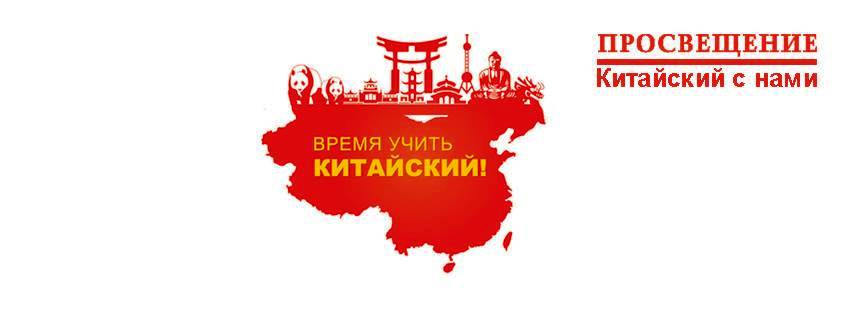 ПРОСВЕЩЕНИЕ
Китайский с нами
ВРЕМЯ УЧИТЬ
КИТАЙСКИЙ!